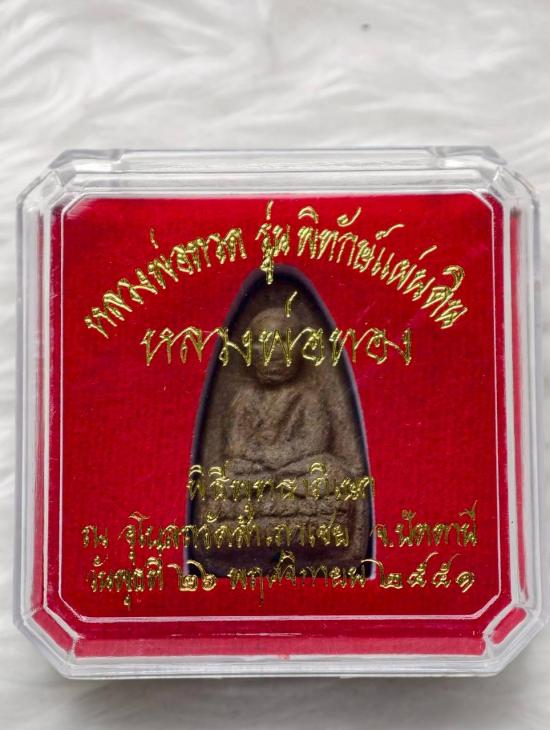 หลวงพ่อทวด รุ่น พิทักษ์แผ่นดิน
หลวงพ่อทอง
พิธีพุทธาภิเษก
ณ อุโบสถวัดสำเภาเชย จ.ปัตตานี
วันศุกร์ที่ ๒๑ พฤศจิกายน ๒๕๕๑